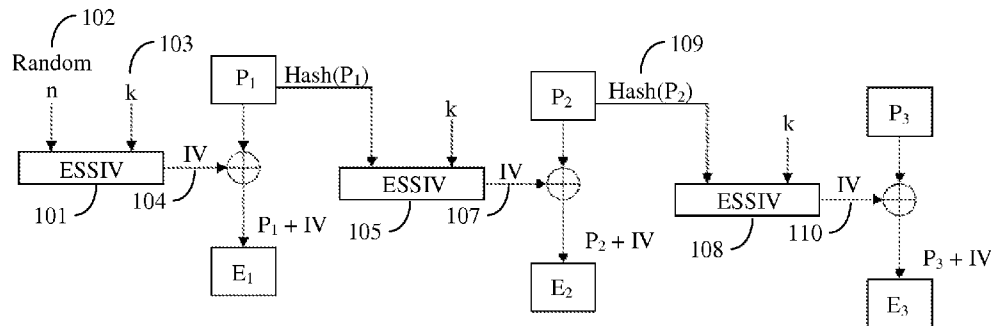 102
103
Random
n
k
P₁
Hash(P₁)
ESSIV
IV
101
104
P₁ + IV
E₁
k
P₂
109
Hash(P₂)
ESSIV
IV
105
107
P₂ + IV
E₂
k
P₃
ESSIV
IV
108
110
P₃ + IV
E₃